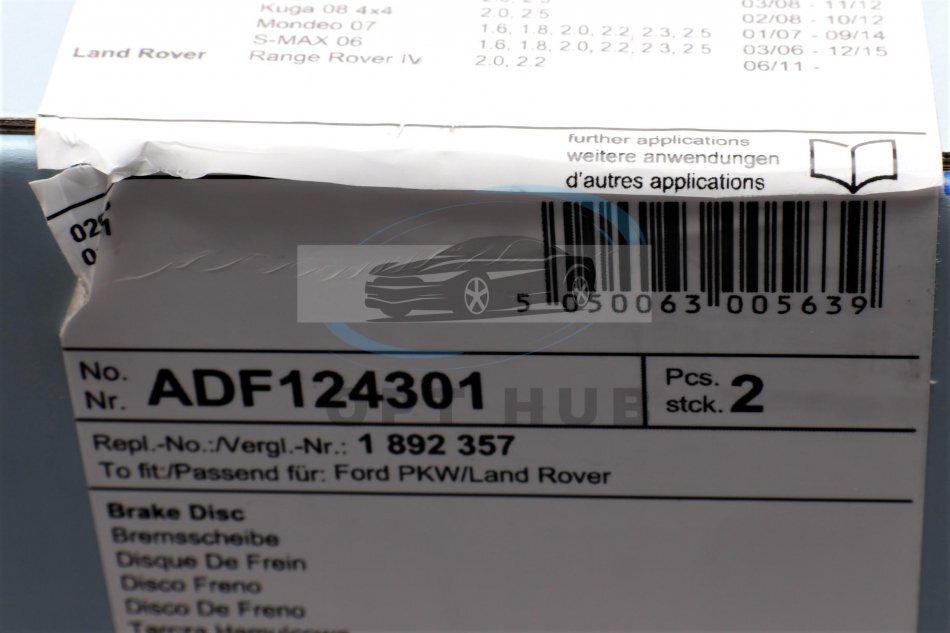 Kuga 08 4x4 2.0, 2.5 03/08 - 11/12
Mondeo 07 1.6, 1.8, 2.0, 2.2, 2.3, 2.5 02/08 - 10/12
S-MAX 06 1.6, 1.8, 2.0, 2.2, 2.3, 2.5 01/07 - 09/14
Land Rover Range Rover IV 2.0, 2.2 03/06 - 12/15
06/11 -
further applications
weitere anwendungen
d'autres applications
5 050063 005639
No.
Nr. ADF124301
Pcs.
stck. 2
OPT HUB
Repl.-No.:/Vergl.-Nr.: 1 892 357
To fit:/Passend für: Ford PKW/Land Rover
Brake Disc
Bremsscheibe
Disque De Frein
Disco Freno
Disco De Freno